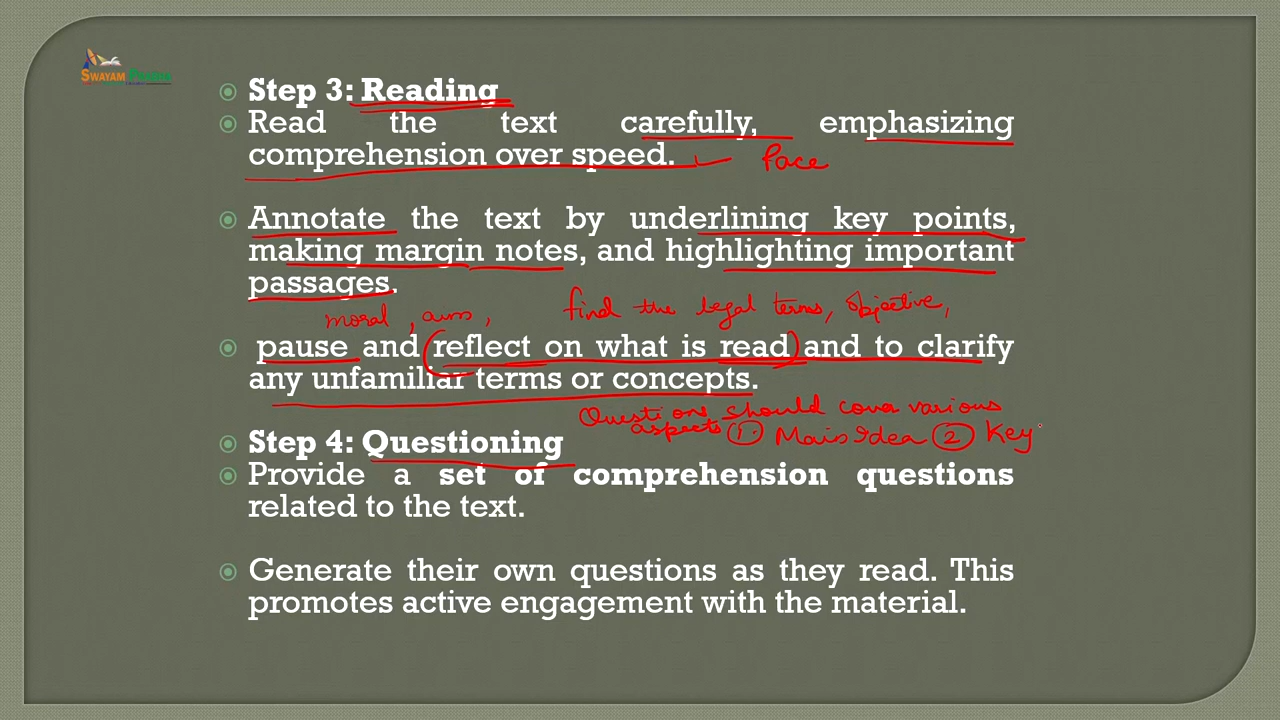 SWAYAM Prabha
Step 3: Reading
Read the text carefully, emphasizing
comprehension over speed. Pace
Annotate the text by underlining key points,
making margin notes, and highlighting important
passages.
moral, aims, find the legal terms, objective,
pause and (reflect on what is read) and to clarify
any unfamiliar terms or concepts.
Questions should cover various
aspects 1. Main Idea 2 Key
Step 4: Questioning
Provide a set of comprehension questions
related to the text.
Generate their own questions as they read. This
promotes active engagement with the material.